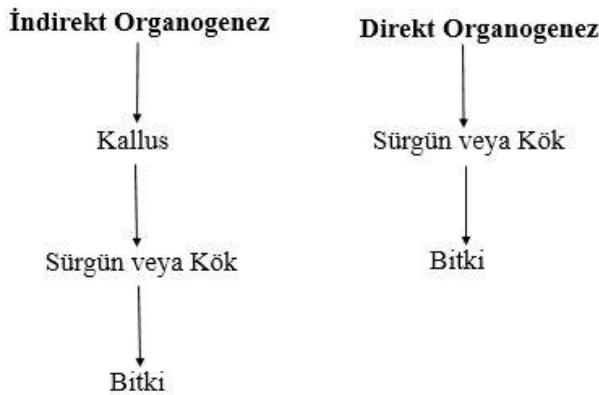 İndirekt Organogenez
Kallus
Sürgün veya Kök
Bitki
Direkt Organogenez
Sürgün veya Kök
Bitki